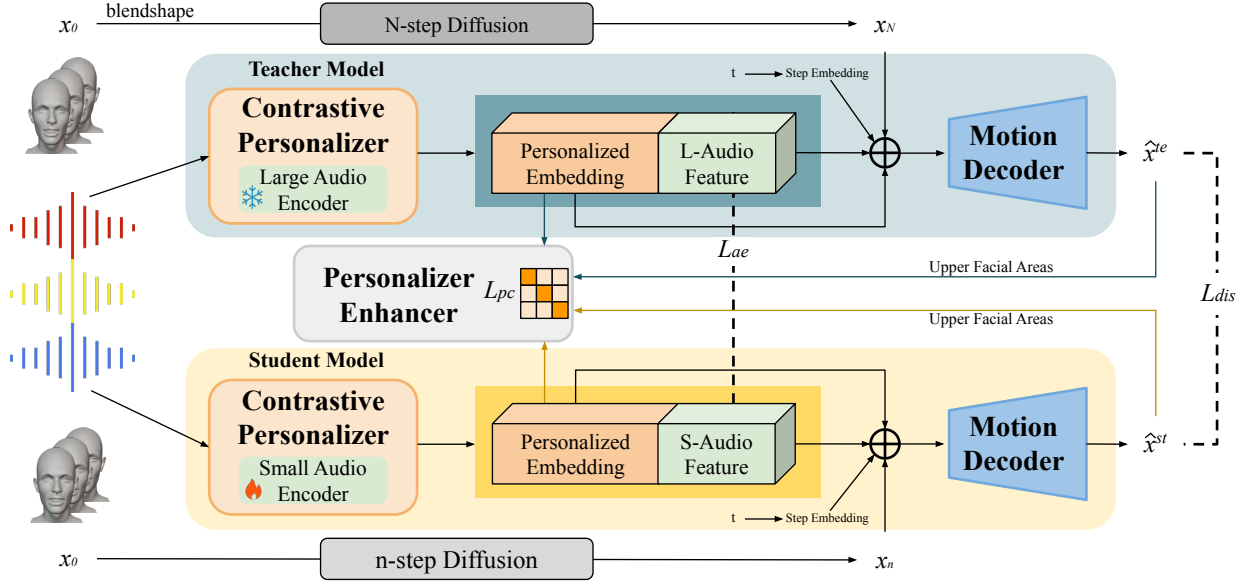 x0 blendshape N-step Diffusion xN
Teacher Model
Contrastive
Personalizer
Large Audio
Encoder
Personalized
Embedding
L-Audio
Feature
t Step Embedding
Motion
Decoder
x̂te
Personalizer
Enhancer
Lpc
Lae
Upper Facial Areas
Upper Facial Areas
Ldis
Student Model
Contrastive
Personalizer
Small Audio
Encoder
Personalized
Embedding
S-Audio
Feature
t Step Embedding
Motion
Decoder
x̂st
x0 n-step Diffusion xn